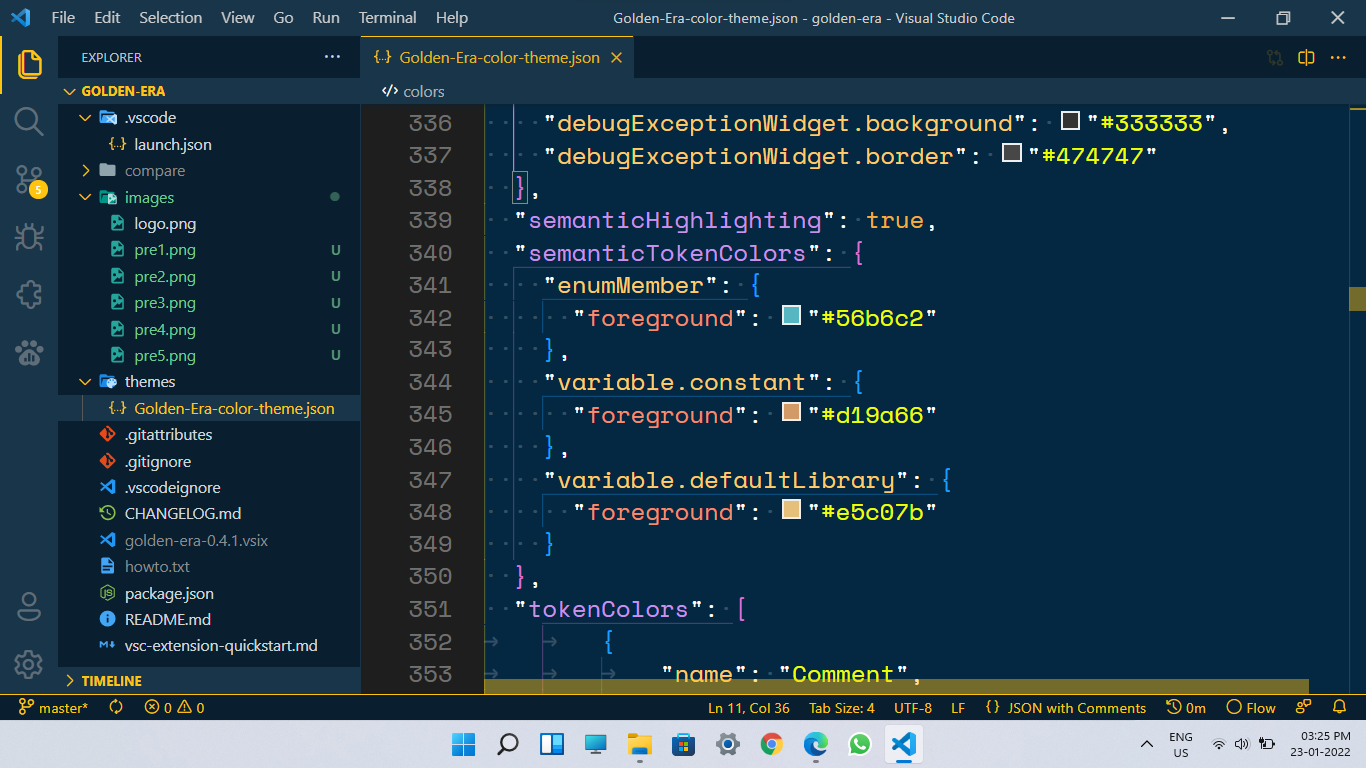 File Edit Selection View Go Run Terminal Help Golden-Era-color-theme.json - golden-era - Visual Studio Code
EXPLORER ···
GOLDEN-ERA
.vscode
{..} launch.json
compare
images
logo.png
pre1.png U
pre2.png U
pre3.png U
pre4.png U
pre5.png U
themes
{..} Golden-Era-color-theme.json
.gitattributes
.gitignore
.vscodeignore
CHANGELOG.md
golden-era-0.4.1.vsix
howto.txt
package.json
README.md
vsc-extension-quickstart.md
TIMELINE
5
{..} Golden-Era-color-theme.json
colors
336 "debugExceptionWidget.background": "#333333",
337 "debugExceptionWidget.border": "#474747"
338 },
339 "semanticHighlighting": true,
340 "semanticTokenColors": {
341 "enumMember": {
342 "foreground": "#56b6c2"
343 },
344 "variable.constant": {
345 "foreground": "#d19a66"
346 },
347 "variable.defaultLibrary": {
348 "foreground": "#e5c07b"
349 }
350 },
351 "tokenColors": [
352 {
353 "name": "Comment",
master* 0 0 Ln 11, Col 36 Tab Size: 4 UTF-8 LF {} JSON with Comments 0m Flow
ENG 03:25 PM
US 23-01-2022